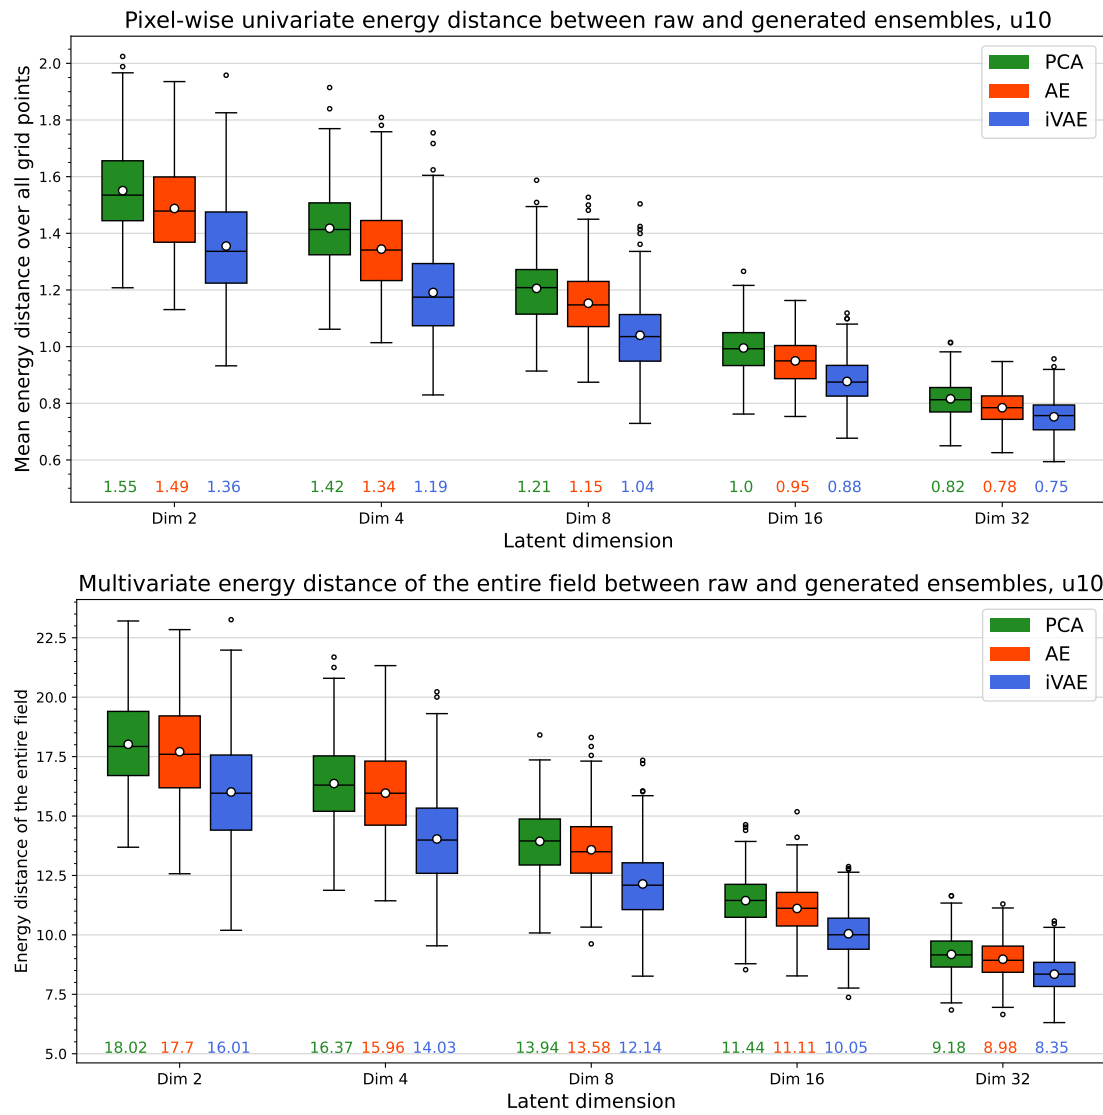 Pixel-wise univariate energy distance between raw and generated ensembles, u10
Mean energy distance over all grid points
2.0
1.8
1.6
1.4
1.2
1.0
0.8
0.6
PCA
AE
iVAE
1.55 1.49 1.36 1.42 1.34 1.19 1.21 1.15 1.04 1.0 0.95 0.88 0.82 0.78 0.75
Dim 2 Dim 4 Dim 8 Dim 16 Dim 32
Latent dimension
Multivariate energy distance of the entire field between raw and generated ensembles, u10
Energy distance of the entire field
22.5
20.0
17.5
15.0
12.5
10.0
7.5
5.0
PCA
AE
iVAE
18.02 17.7 16.01 16.37 15.96 14.03 13.94 13.58 12.14 11.44 11.11 10.05 9.18 8.98 8.35
Dim 2 Dim 4 Dim 8 Dim 16 Dim 32
Latent dimension